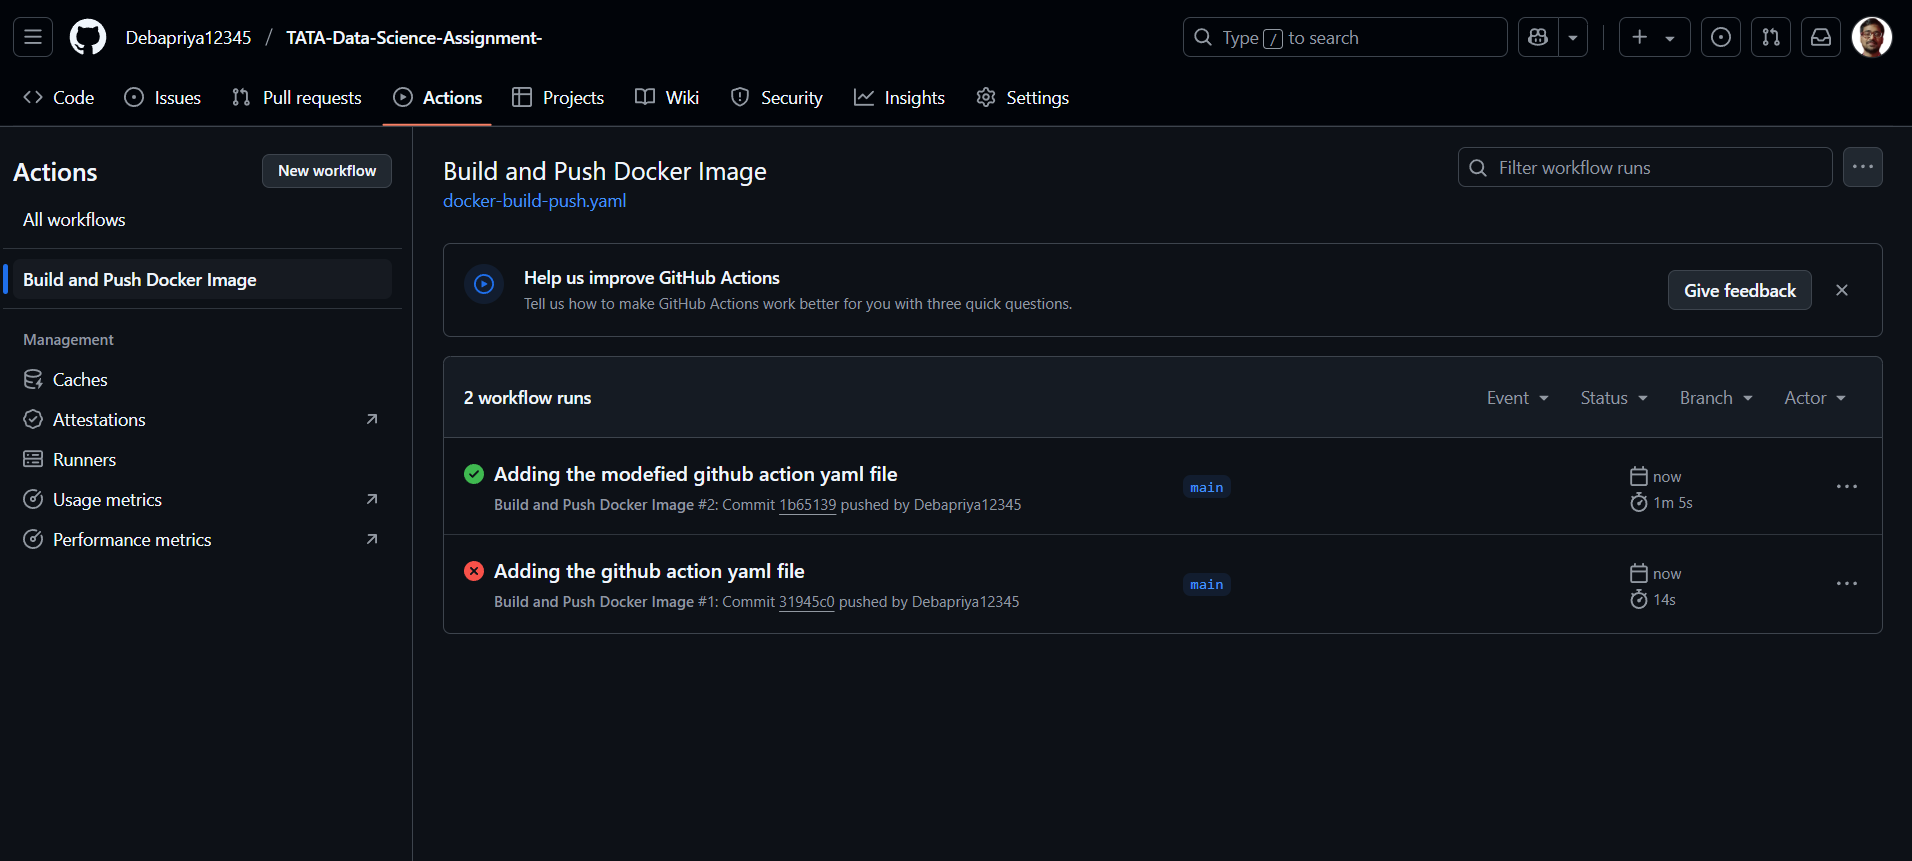 Debapriya12345 / TATA-Data-Science-Assignment-
Type / to search
Code Issues Pull requests Actions Projects Wiki Security Insights Settings
Actions
New workflow
All workflows
Build and Push Docker Image
Management
Caches
Attestations
Runners
Usage metrics
Performance metrics
Build and Push Docker Image
docker-build-push.yaml
Filter workflow runs
Help us improve GitHub Actions
Tell us how to make GitHub Actions work better for you with three quick questions.
Give feedback
2 workflow runs
Event Status Branch Actor
Adding the modefied github action yaml file
Build and Push Docker Image #2: Commit 1b65139 pushed by Debapriya12345
main
now
1m 5s
Adding the github action yaml file
Build and Push Docker Image #1: Commit 31945c0 pushed by Debapriya12345
main
now
14s